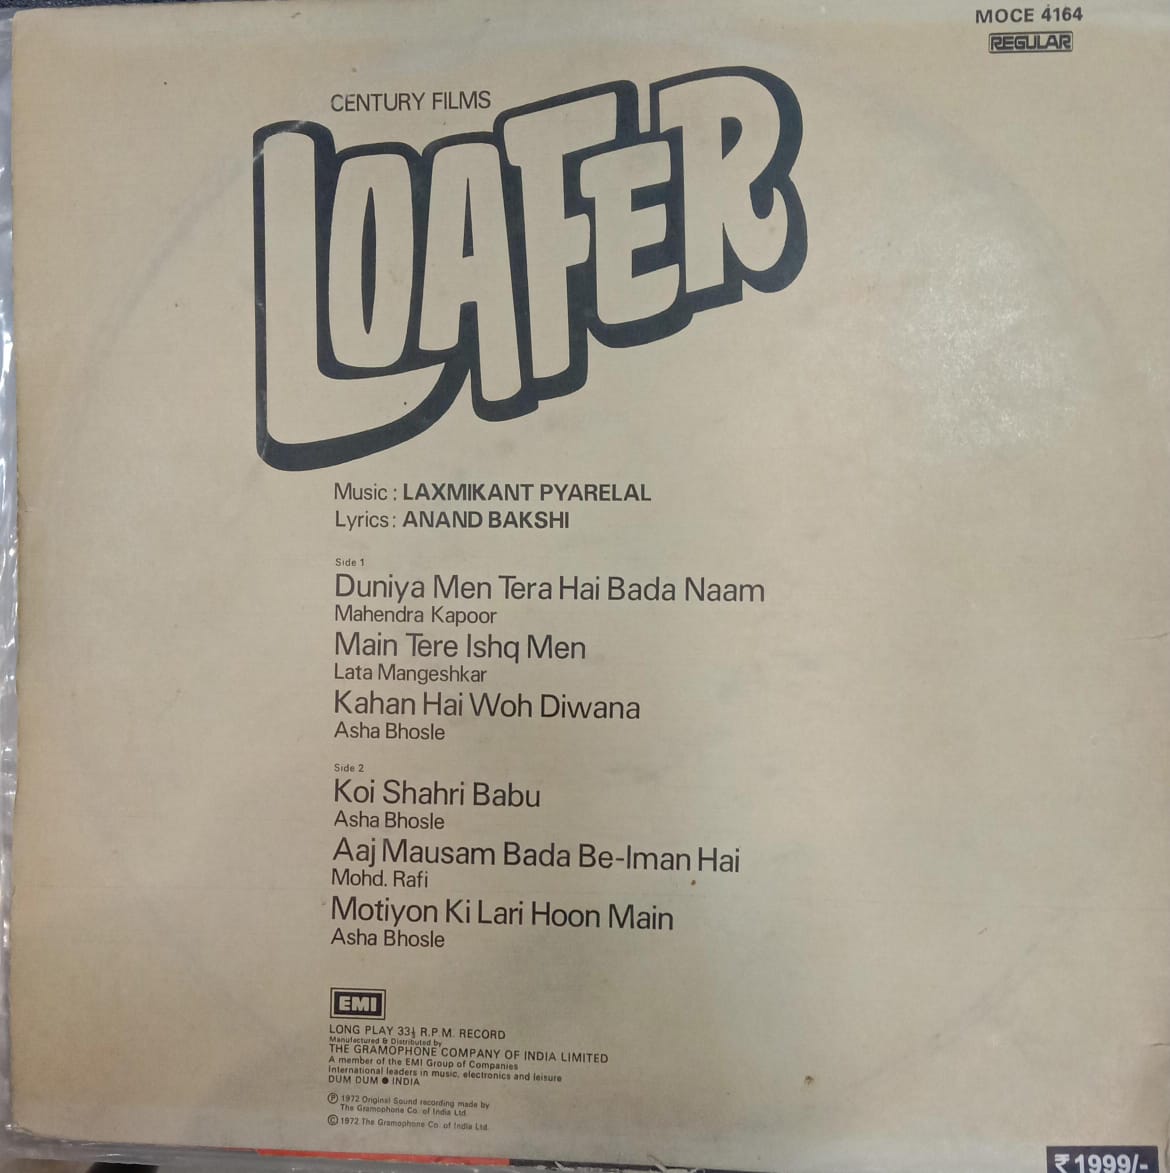 MOCE 4164
REGULAR
CENTURY FILMS
LOAFER
Music : LAXMIKANT PYARELAL
Lyrics : ANAND BAKSHI
Side 1
Duniya Men Tera Hai Bada Naam
Mahendra Kapoor
Main Tere Ishq Men
Lata Mangeshkar
Kahan Hai Woh Diwana
Asha Bhosle
Side 2
Koi Shahri Babu
Asha Bhosle
Aaj Mausam Bada Be-Iman Hai
Mohd. Rafi
Motiyon Ki Lari Hoon Main
Asha Bhosle
EMI
LONG PLAY 33⅓ R.P.M. RECORD
Manufactured & Distributed by
THE GRAMOPHONE COMPANY OF INDIA LIMITED
A member of the EMI Group of Companies
International leaders in music, electronics and leisure
DUM DUM ● INDIA
Ⓟ 1972 Original Sound recording made by
The Gramophone Co. of India Ltd.
© 1972 The Gramophone Co. of India Ltd.
₹ 1999/-